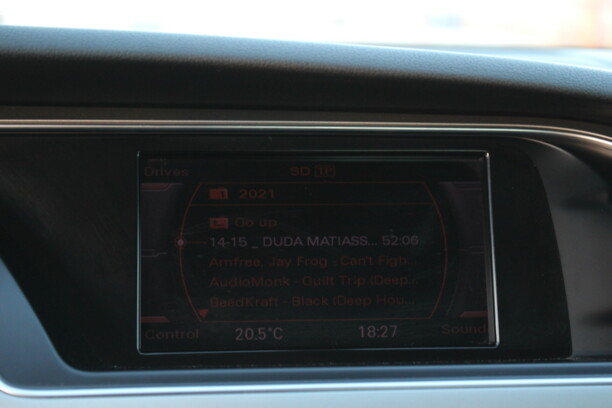 Drives SD
2021
Go up
14-15 _ DUDA MATIASS... 52:06
Amfree, Jay Frog - Can't Figh
AudioMonk - Guilt Trip (Deep
BeedKraft - Black (Deep Hou
Control 20.5°C 18:27 Sound